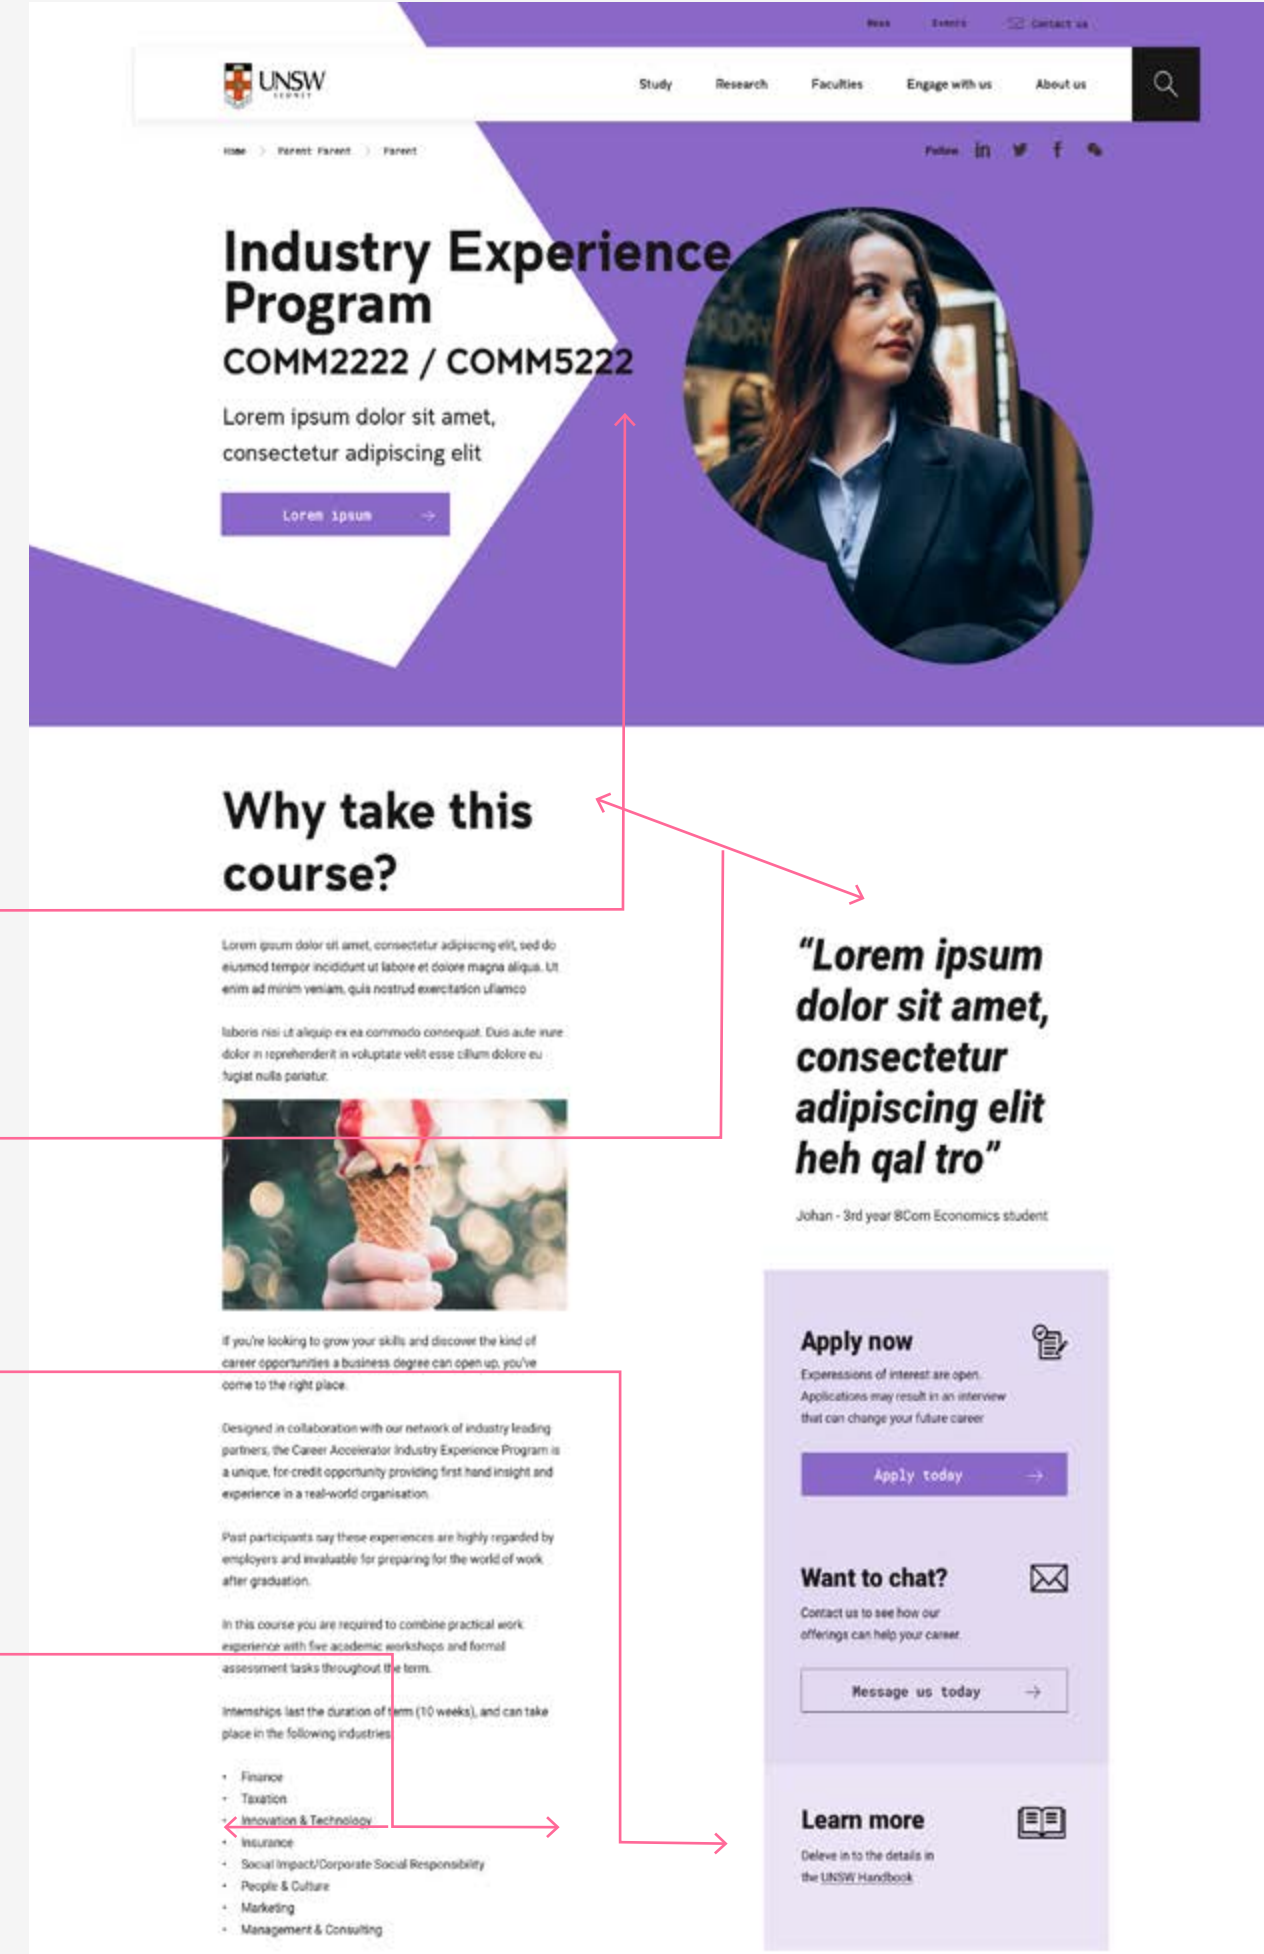 News Events Contact us
UNSW
SYDNEY
Study Research Faculties Engage with us About us
Home > Parent Parent > Parent
Follow
Industry Experience
Program
COMM2222 / COMM5222
Lorem ipsum dolor sit amet,
consectetur adipiscing elit
Lorem ipsum
Why take this
course?
Lorem ipsum dolor sit amet, consectetur adipiscing elit, sed do
eiusmod tempor incididunt ut labore et dolore magna aliqua. Ut
enim ad minim veniam, quis nostrud exercitation ullamco
laboris nisi ut aliquip ex ea commodo consequat. Duis aute irure
dolor in reprehenderit in voluptate velit esse cillum dolore eu
fugiat nulla pariatur.
If you're looking to grow your skills and discover the kind of
career opportunities a business degree can open up, you've
come to the right place.
Designed in collaboration with our network of industry leading
partners, the Career Accelerator Industry Experience Program is
a unique, for-credit opportunity providing first hand insight and
experience in a real-world organisation.
Past participants say these experiences are highly regarded by
employers and invaluable for preparing for the world of work
after graduation.
In this course you are required to combine practical work
experience with five academic workshops and formal
assessment tasks throughout the term.
Internships last the duration of term (10 weeks), and can take
place in the following industries
• Finance
• Taxation
• Innovation & Technology
• Insurance
• Social Impact/Corporate Social Responsibility
• People & Culture
• Marketing
• Management & Consulting
“Lorem ipsum
dolor sit amet,
consectetur
adipiscing elit
heh qal tro”
Johan - 3rd year BCom Economics student
Apply now
Experessions of interest are open.
Applications may result in an interview
that can change your future career
Apply today
Want to chat?
Contact us to see how our
offerings can help your career.
Message us today
Learn more
Deleve in to the details in
the UNSW Handbook